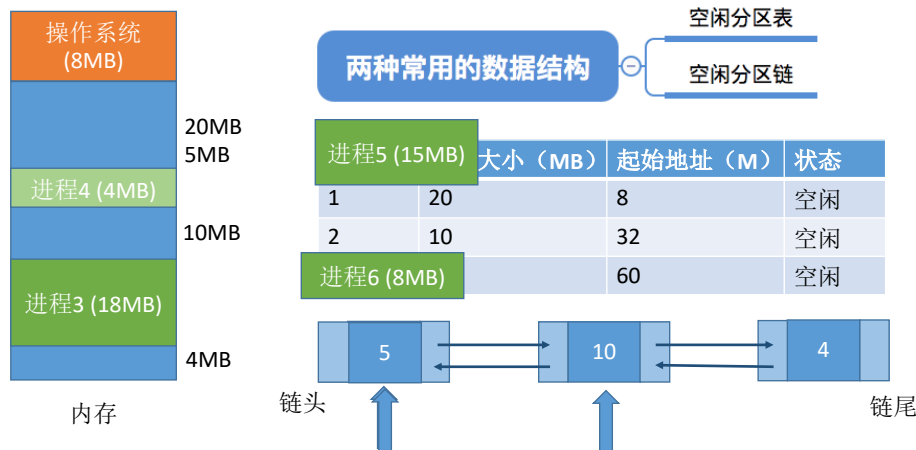 操作系统
(8MB)
20MB
5MB
进程4 (4MB)
10MB
进程3 (18MB)
4MB
内存
两种常用的数据结构
空闲分区表
空闲分区链
进程5 (15MB)
大小（MB） 起始地址（M） 状态
1 20 8 空闲
2 10 32 空闲
进程6 (8MB) 60 空闲
5 10 4
链头 链尾